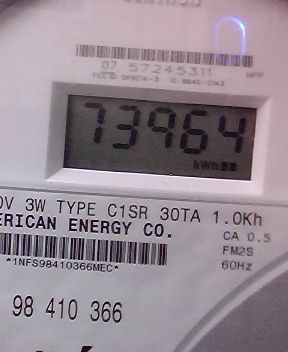 07 57245311
73964
kWh
0V 3W TYPE C1SR 30TA 1.0Kh
ERICAN ENERGY CO.
CA 0.5
FM2S
60Hz
*1NFS98410366MEC*
98 410 366